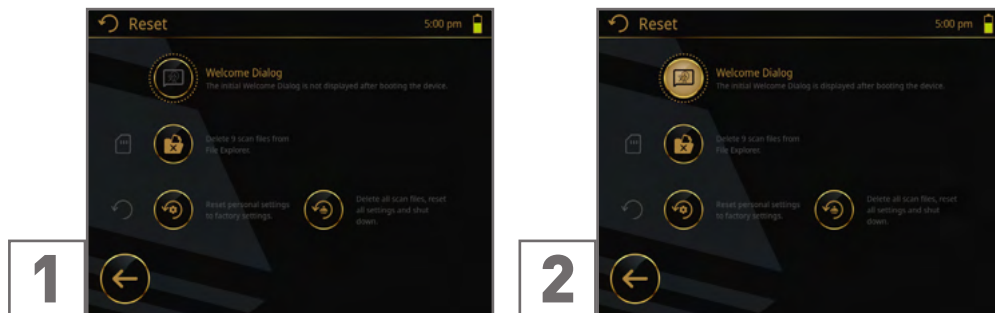 Reset
5:00 pm
Welcome Dialog
The initial Welcome Dialog is not displayed after booting the device.
Delete 9 scan files from
File Explorer.
Reset personal settings
to factory settings.
Delete all scan files, reset
all settings and shut
down.
1
Reset
5:00 pm
Welcome Dialog
The initial Welcome Dialog is displayed after booting the device.
Delete 9 scan files from
File Explorer.
Reset personal settings
to factory settings.
Delete all scan files, reset
all settings and shut
down.
2